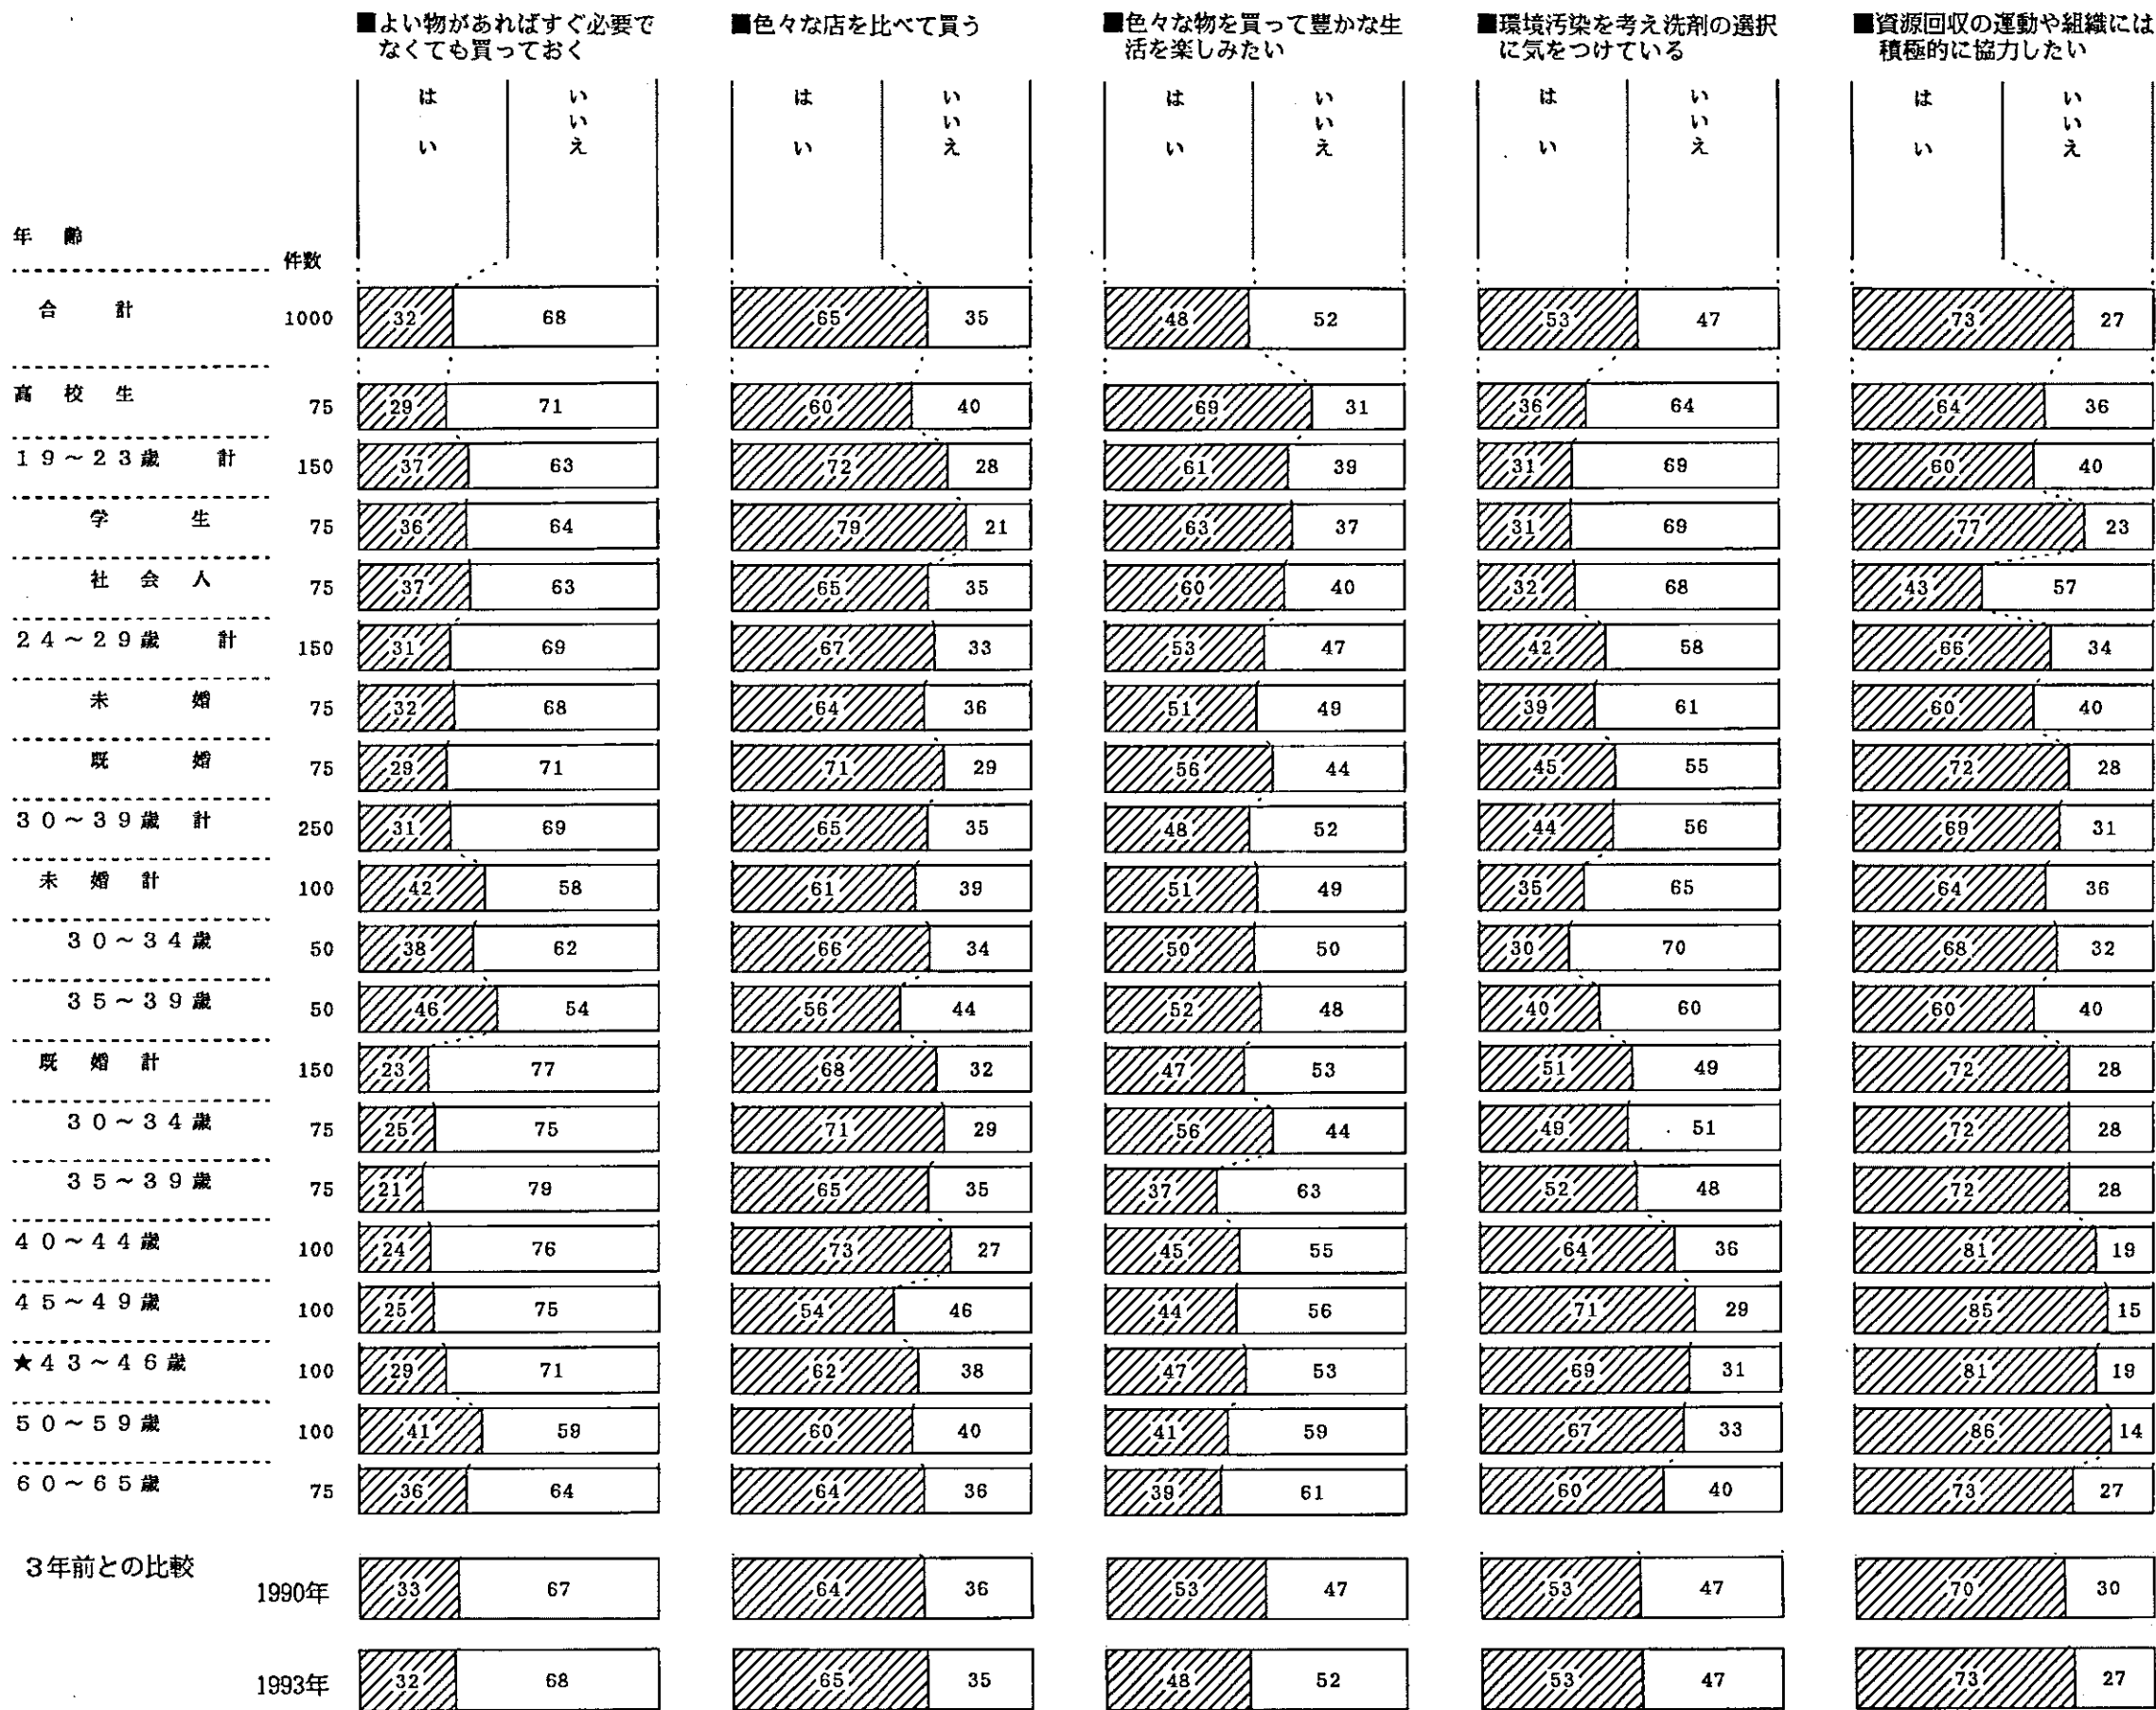 ■よい物があればすぐ必要で
なくても買っておく
■色々な店を比べて買う
■色々な物を買って豊かな生
活を楽しみたい
■環境汚染を考え洗剤の選択
に気をつけている
■資源回収の運動や組織には
積極的に協力したい
はい いいえ はい いいえ はい いいえ はい いいえ はい いいえ
年齢
件数
合計 1000 32 68 65 35 48 52 53 47 73 27
高校生 75 29 71 60 40 69 31 36 64 64 36
19~23歳 計 150 37 63 72 28 61 39 31 69 60 40
学生 75 36 64 79 21 63 37 31 69 77 23
社会人 75 37 63 65 35 60 40 32 68 43 57
24~29歳 計 150 31 69 67 33 53 47 42 58 66 34
未婚 75 32 68 64 36 51 49 39 61 60 40
既婚 75 29 71 71 29 56 44 45 55 72 28
30~39歳 計 250 31 69 65 35 48 52 44 56 69 31
未婚計 100 42 58 61 39 51 49 35 65 64 36
30~34歳 50 38 62 66 34 50 50 30 70 68 32
35~39歳 50 46 54 56 44 52 48 40 60 60 40
既婚計 150 23 77 68 32 47 53 51 49 72 28
30~34歳 75 25 75 71 29 56 44 49 51 72 28
35~39歳 75 21 79 65 35 37 63 52 48 72 28
40~44歳 100 24 76 73 27 45 55 64 36 81 19
45~49歳 100 25 75 54 46 44 56 71 29 85 15
★43~46歳 100 29 71 62 38 47 53 69 31 81 19
50~59歳 100 41 59 60 40 41 59 67 33 86 14
60~65歳 75 36 64 64 36 39 61 60 40 73 27
3年前との比較
1990年 33 67 64 36 53 47 53 47 70 30
1993年 32 68 65 35 48 52 53 47 73 27